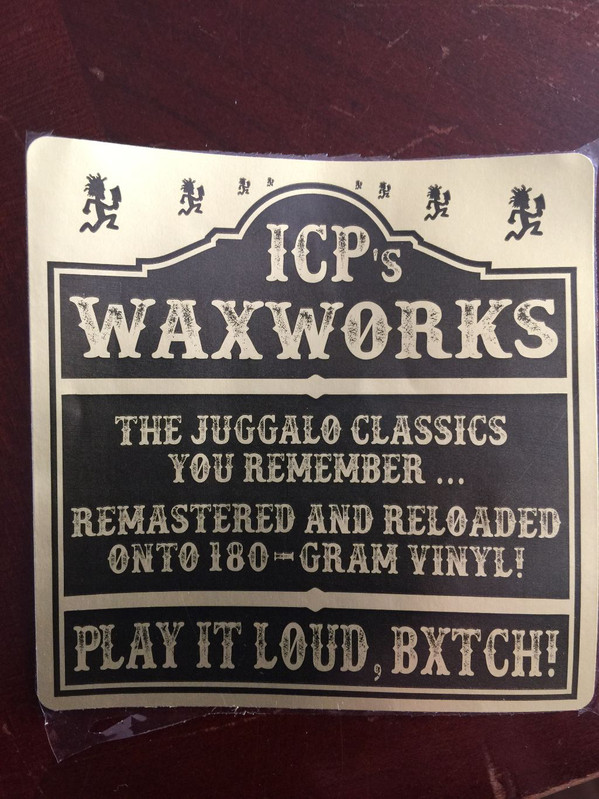 ICP's
WAXWORKS
THE JUGGALO CLASSICS
YOU REMEMBER ...
REMASTERED AND RELOADED
ONTO 180-GRAM VINYL!
PLAY IT LOUD, BXTCH!